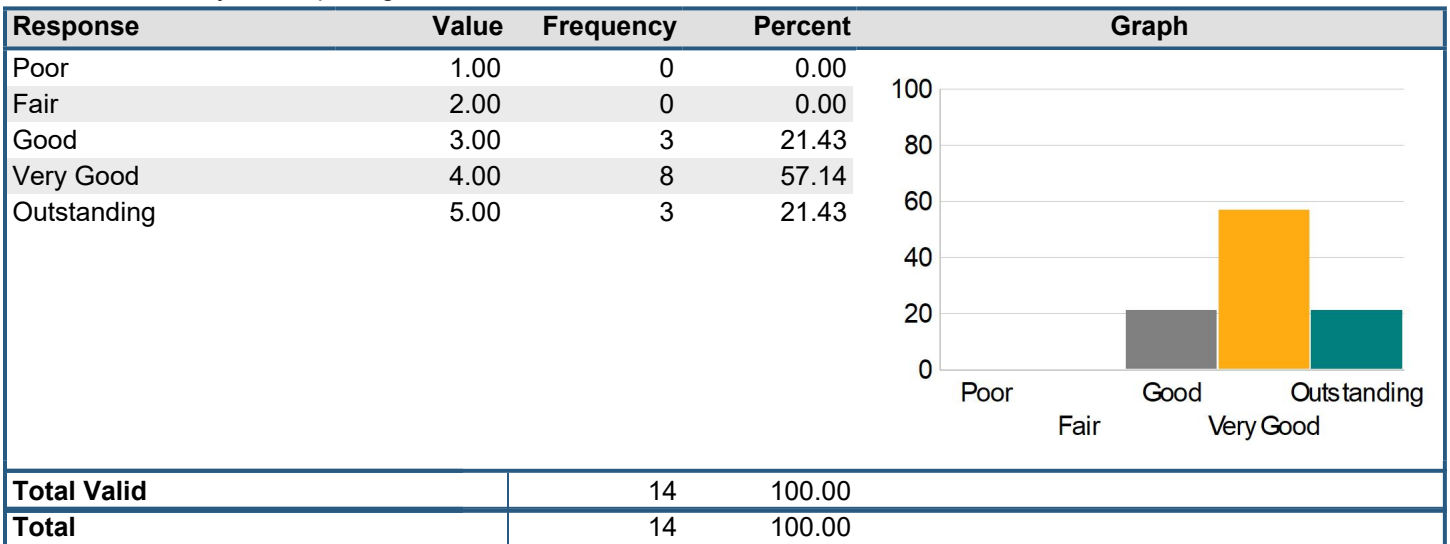 Response Value Frequency Percent Graph
Poor 1.00 0 0.00
Fair 2.00 0 0.00
Good 3.00 3 21.43
Very Good 4.00 8 57.14
Outstanding 5.00 3 21.43
100
80
60
40
20
0
Poor Good Outstanding
Fair Very Good
Total Valid 14 100.00
Total 14 100.00